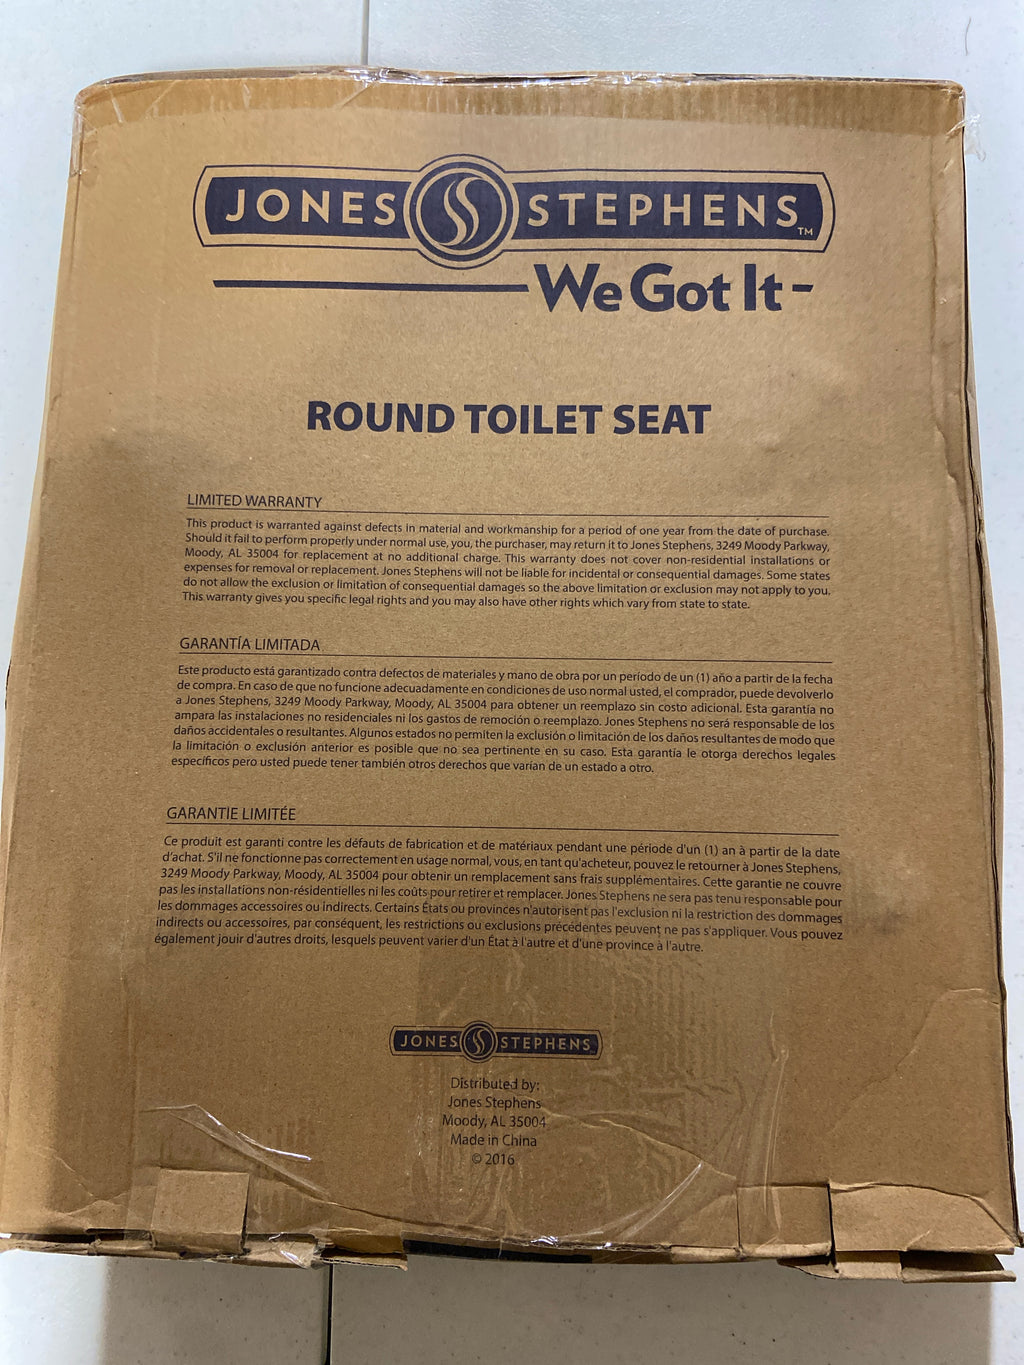 JONES STEPHENS™
We Got It
ROUND TOILET SEAT
LIMITED WARRANTY
This product is warranted against defects in material and workmanship for a period of one year from the date of purchase.
Should it fail to perform properly under normal use, you, the purchaser, may return it to Jones Stephens, 3249 Moody Parkway,
Moody, AL 35004 for replacement at no additional charge. This warranty does not cover non-residential installations or
expenses for removal or replacement. Jones Stephens will not be liable for incidental or consequential damages. Some states
do not allow the exclusion or limitation of consequential damages so the above limitation or exclusion may not apply to you.
This warranty gives you specific legal rights and you may also have other rights which vary from state to state.
GARANTÍA LIMITADA
Este producto está garantizado contra defectos de materiales y mano de obra por un período de un (1) año a partir de la fecha
de compra. En caso de que no funcione adecuadamente en condiciones de uso normal usted, el comprador, puede devolverlo
a Jones Stephens, 3249 Moody Parkway, Moody, AL 35004 para obtener un reemplazo sin costo adicional. Esta garantía no
ampara las instalaciones no residenciales ni los gastos de remoción o reemplazo. Jones Stephens no será responsable de los
daños accidentales o resultantes. Algunos estados no permiten la exclusión o limitación de los daños resultantes de modo que
la limitación o exclusión anterior es posible que no sea pertinente en su caso. Esta garantía le otorga derechos legales
específicos pero usted puede tener también otros derechos que varían de un estado a otro.
GARANTIE LIMITÉE
Ce produit est garanti contre les défauts de fabrication et de matériaux pendant une période d'un (1) an à partir de la date
d'achat. S'il ne fonctionne pas correctement en usage normal, vous, en tant qu'acheteur, pouvez le retourner à Jones Stephens,
3249 Moody Parkway, Moody, AL 35004 pour obtenir un remplacement sans frais supplémentaires. Cette garantie ne couvre
pas les installations non-résidentielles ni les coûts pour retirer et remplacer. Jones Stephens ne sera pas tenu responsable pour
les dommages accessoires ou indirects. Certains États ou provinces n'autorisent pas l'exclusion ni la restriction des dommages
indirects ou accessoires, par conséquent, les restrictions ou exclusions précédentes peuvent ne pas s'appliquer. Vous pouvez
également jouir d'autres droits, lesquels peuvent varier d'un État à l'autre et d'une province à l'autre.
JONES STEPHENS
Distributed by:
Jones Stephens
Moody, AL 35004
Made in China
© 2016